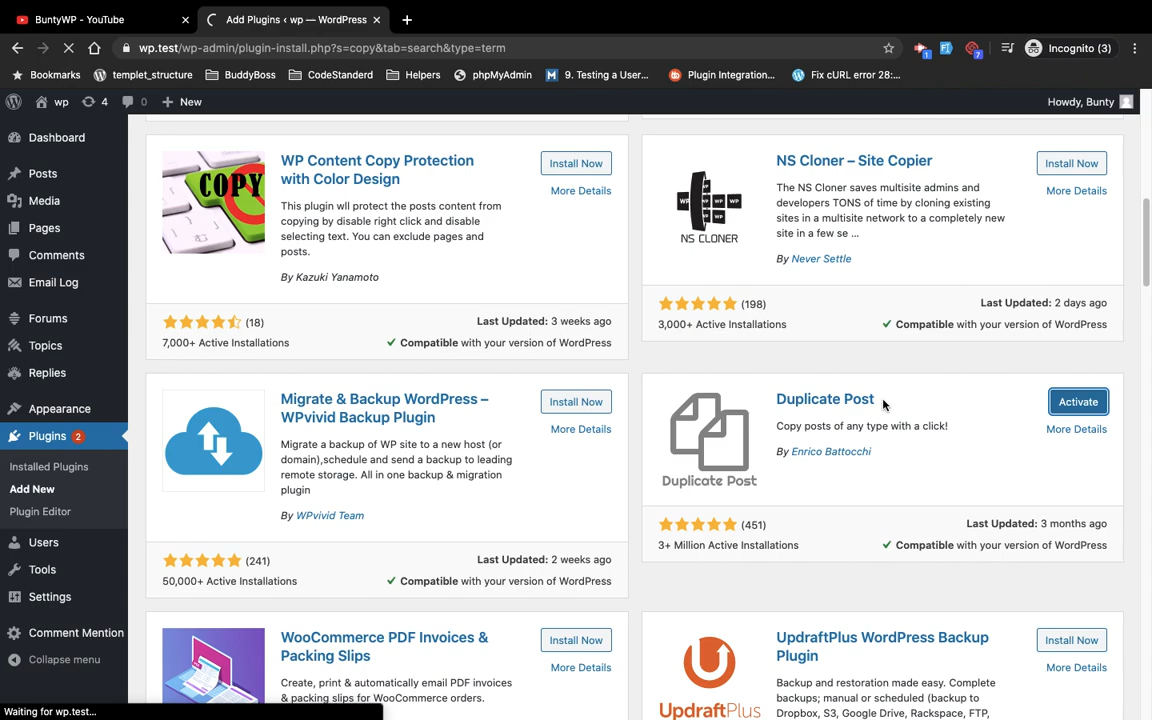 BuntyWP - YouTube
Add Plugins ‹ wp — WordPress
wp.test/wp-admin/plugin-install.php?s=copy&tab=search&type=term
1
7
Incognito (3)
Bookmarks
templet_structure
BuddyBoss
CodeStanderd
Helpers
phpMyAdmin
9. Testing a User...
Plugin Integration...
Fix cURL error 28:...
wp
4
0
New
Howdy, Bunty
Dashboard
Posts
Media
Pages
Comments
Email Log
Forums
Topics
Replies
Appearance
Plugins 2
Installed Plugins
Add New
Plugin Editor
Users
Tools
Settings
Comment Mention
Collapse menu
COPY
WP Content Copy Protection
with Color Design
Install Now
More Details
This plugin wll protect the posts content from
copying by disable right click and disable
selecting text. You can exclude pages and
posts.
By Kazuki Yanamoto
(18)
Last Updated: 3 weeks ago
7,000+ Active Installations
Compatible with your version of WordPress
WP
WP WP
WP
NS CLONER
NS Cloner – Site Copier
Install Now
More Details
The NS Cloner saves multisite admins and
developers TONS of time by cloning existing
sites in a multisite network to a completely new
site in a few se ...
By Never Settle
(198)
Last Updated: 2 days ago
3,000+ Active Installations
Compatible with your version of WordPress
Migrate & Backup WordPress –
WPvivid Backup Plugin
Install Now
More Details
Migrate a backup of WP site to a new host (or
domain),schedule and send a backup to leading
remote storage. All in one backup & migration
plugin
By WPvivid Team
(241)
Last Updated: 2 weeks ago
50,000+ Active Installations
Compatible with your version of WordPress
Duplicate Post
Duplicate Post
Activate
More Details
Copy posts of any type with a click!
By Enrico Battocchi
(451)
Last Updated: 3 months ago
3+ Million Active Installations
Compatible with your version of WordPress
WooCommerce PDF Invoices &
Packing Slips
Install Now
More Details
Create, print & automatically email PDF invoices
& packing slips for WooCommerce orders.
UpdraftPlus
UpdraftPlus WordPress Backup
Plugin
Install Now
More Details
Backup and restoration made easy. Complete
backups; manual or scheduled (backup to
Dropbox, S3, Google Drive, Rackspace, FTP,
Waiting for wp.test...